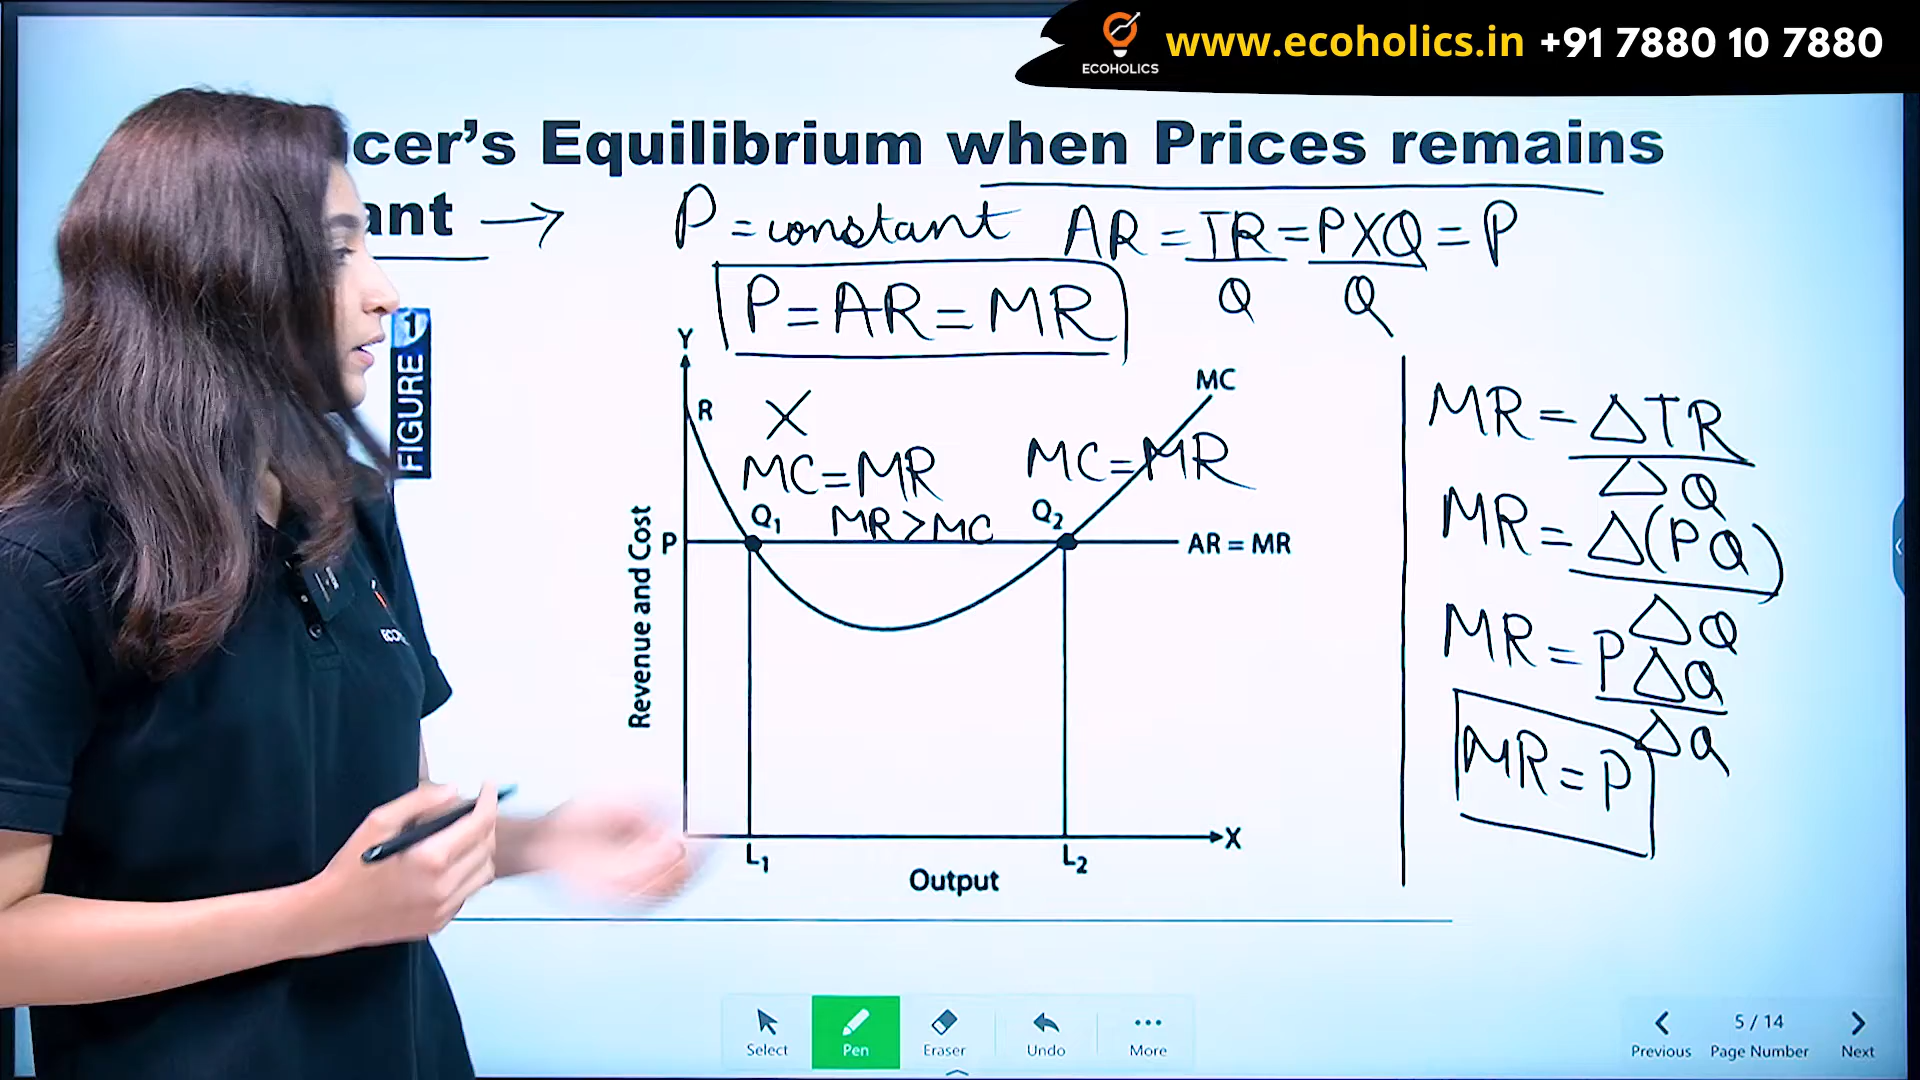 ECOHOLICS
www.ecoholics.in +91 7880 10 7880
cer's Equilibrium when Prices remains
ant → P = constant AR = TR/Q = PXQ/Q = P
P = AR = MR
FIGURE 1
Y
R
X
MC
MC = MR
MC = MR
Q1
MR > MC
Q2
P
AR = MR
Revenue and Cost
L1
L2
X
Output
MR = ΔTR/ΔQ
MR = Δ(PQ)/ΔQ
MR = PΔQ/ΔQ
MR = P
Select
Pen
Eraser
Undo
More
Previous
5 / 14
Page Number
Next